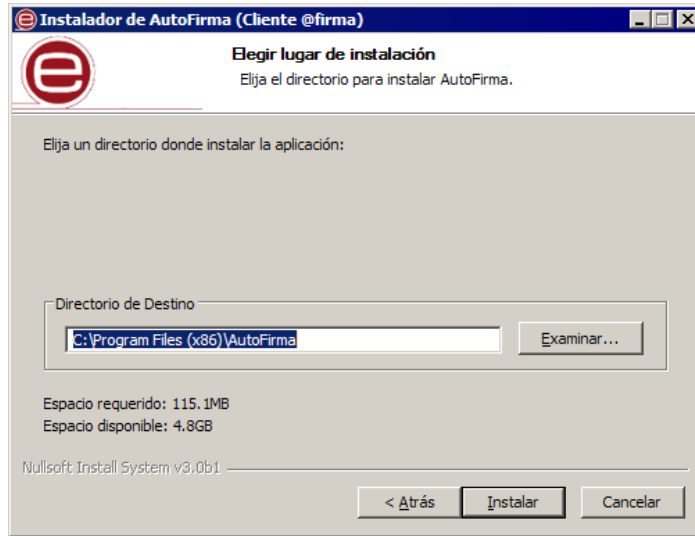 Instalador de AutoFirma (Cliente @firma)
Elegir lugar de instalación
Elija el directorio para instalar AutoFirma.
Elija un directorio donde instalar la aplicación:
Directorio de Destino
C:\Program Files (x86)\AutoFirma
Examinar...
Espacio requerido: 115.1MB
Espacio disponible: 4.8GB
Nullsoft Install System v3.0b1
< Atrás
Instalar
Cancelar